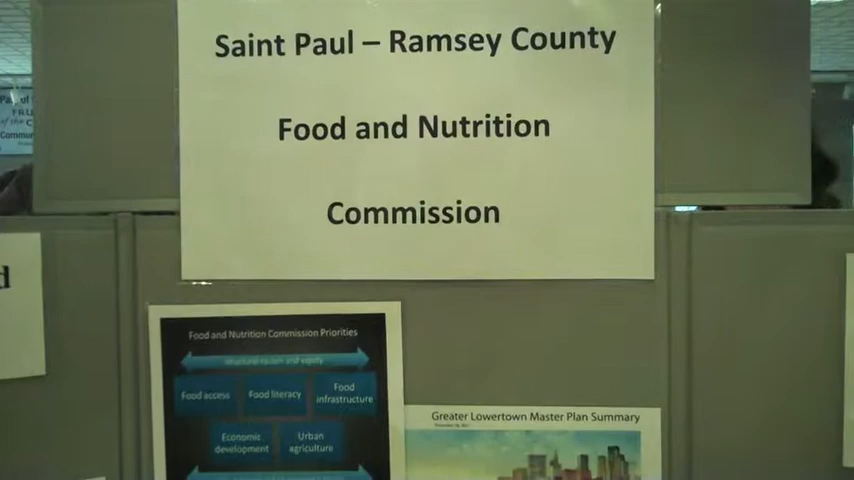 Saint Paul – Ramsey County
Food and Nutrition
Commission
Food and Nutrition Commission Priorities
structural racism and equity
Food access
Food literacy
Food
infrastructure
Economic
development
Urban
agriculture
Greater Lowertown Master Plan Summary